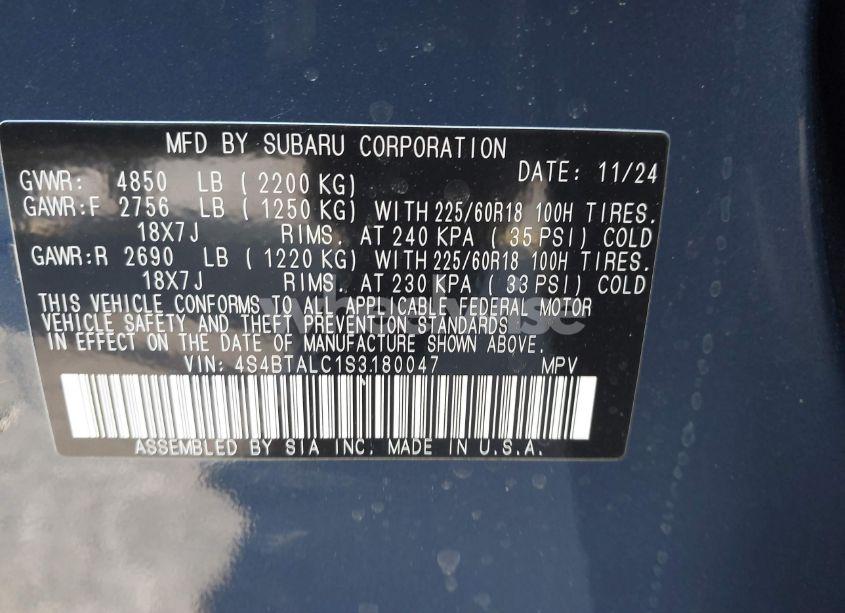 MFD BY SUBARU CORPORATION
DATE: 11/24
GVWR: 4850 LB ( 2200 KG)
GAWR:F 2756 LB ( 1250 KG) WITH 225/60R18 100H TIRES.
18X7J RIMS. AT 240 KPA ( 35 PSI) COLD
GAWR:R 2690 LB ( 1220 KG) WITH 225/60R18 100H TIRES.
18X7J RIMS. AT 230 KPA ( 33 PSI) COLD
THIS VEHICLE CONFORMS TO ALL APPLICABLE FEDERAL MOTOR
VEHICLE SAFETY AND THEFT PREVENTION STANDARDS
IN EFFECT ON THE DATE OF MANUFACTURE SHOWN ABOVE.
VIN: 4S4BTALC1S3180047 MPV
ASSEMBLED BY SIA INC. MADE IN U.S.A.